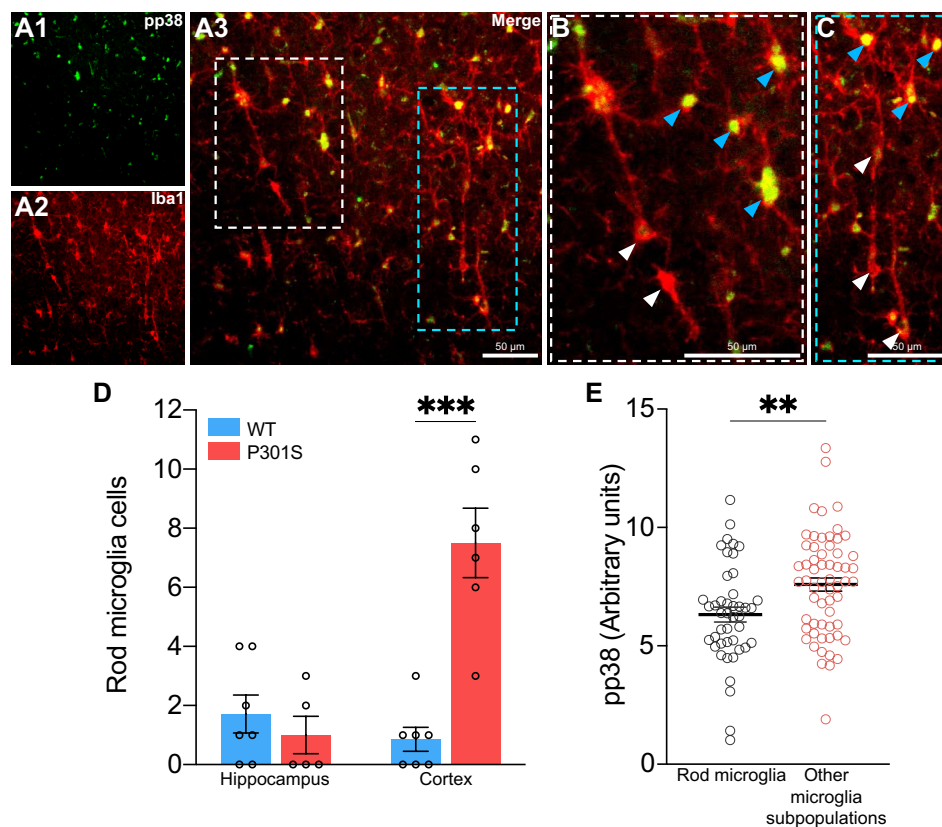 A1 pp38
A2 Iba1
A3 Merge
50 µm
B
50 µm
C
50 µm
D
Rod microglia cells
12
10
8
6
4
2
0
WT
P301S
***
Hippocampus
Cortex
E
pp38 (Arbitrary units)
15
10
5
0
**
Rod microglia
Other
microglia
subpopulations